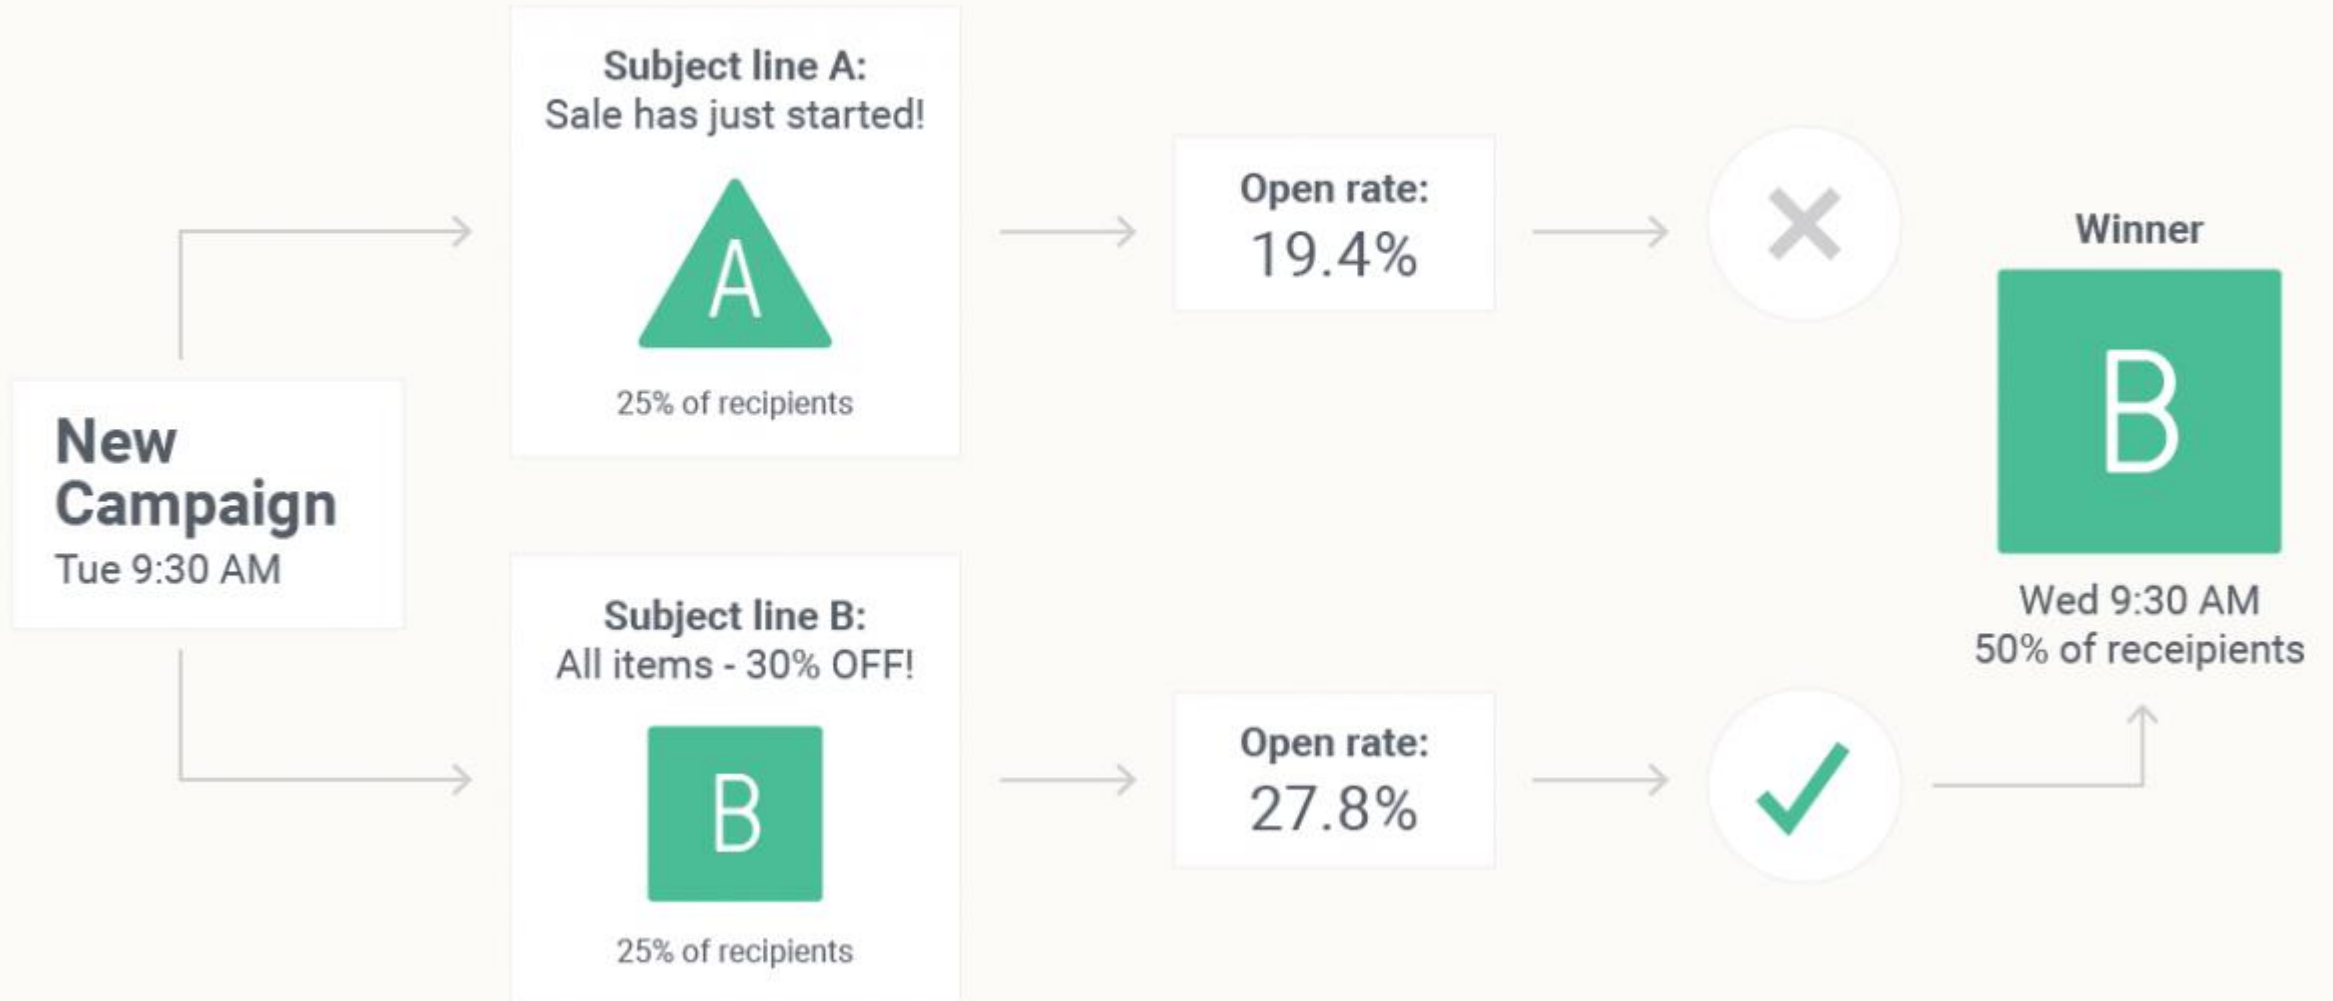 New
Campaign
Tue 9:30 AM
Subject line A:
Sale has just started!
A
25% of recipients
Open rate:
19.4%
Subject line B:
All items - 30% OFF!
B
25% of recipients
Open rate:
27.8%
Winner
B
Wed 9:30 AM
50% of receipients